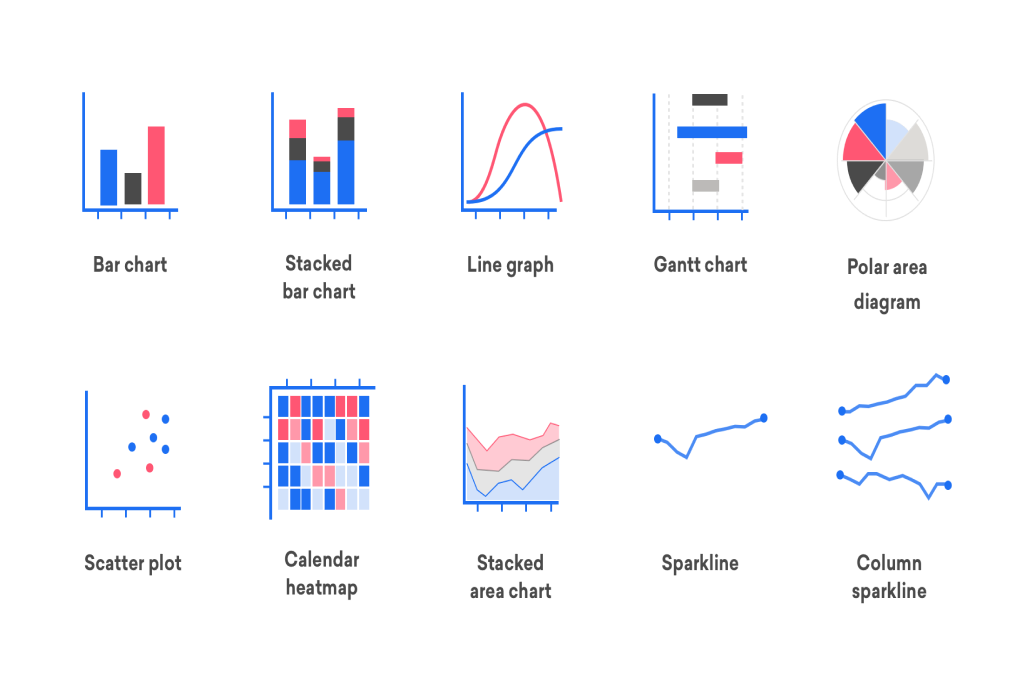 Bar chart
Stacked
bar chart
Line graph
Gantt chart
Polar area
diagram
Scatter plot
Calendar
heatmap
Stacked
area chart
Sparkline
Column
sparkline